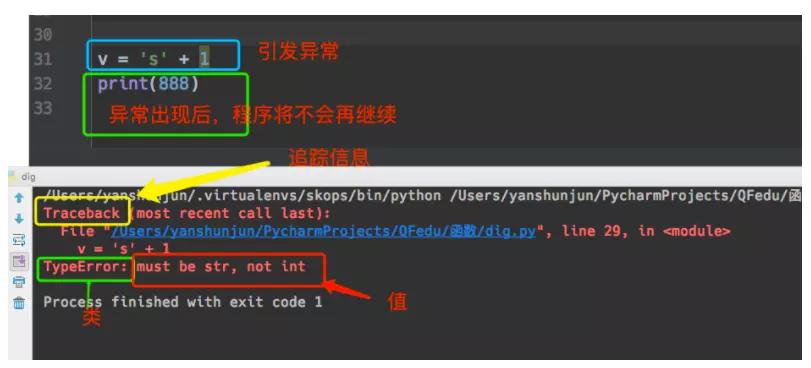 30
31 v = 's' + 1 引发异常
32 print(888)
33 异常出现后，程序将不会再继续
追踪信息
dig
/Users/yanshunjun/.virtualenvs/skops/bin/python /Users/yanshunjun/PycharmProjects/QFedu/函
Traceback (most recent call last):
File "/Users/yanshunjun/PycharmProjects/QFedu/函数/dig.py", line 29, in <module>
v = 's' + 1
TypeError: must be str, not int
Process finished with exit code 1 值
类